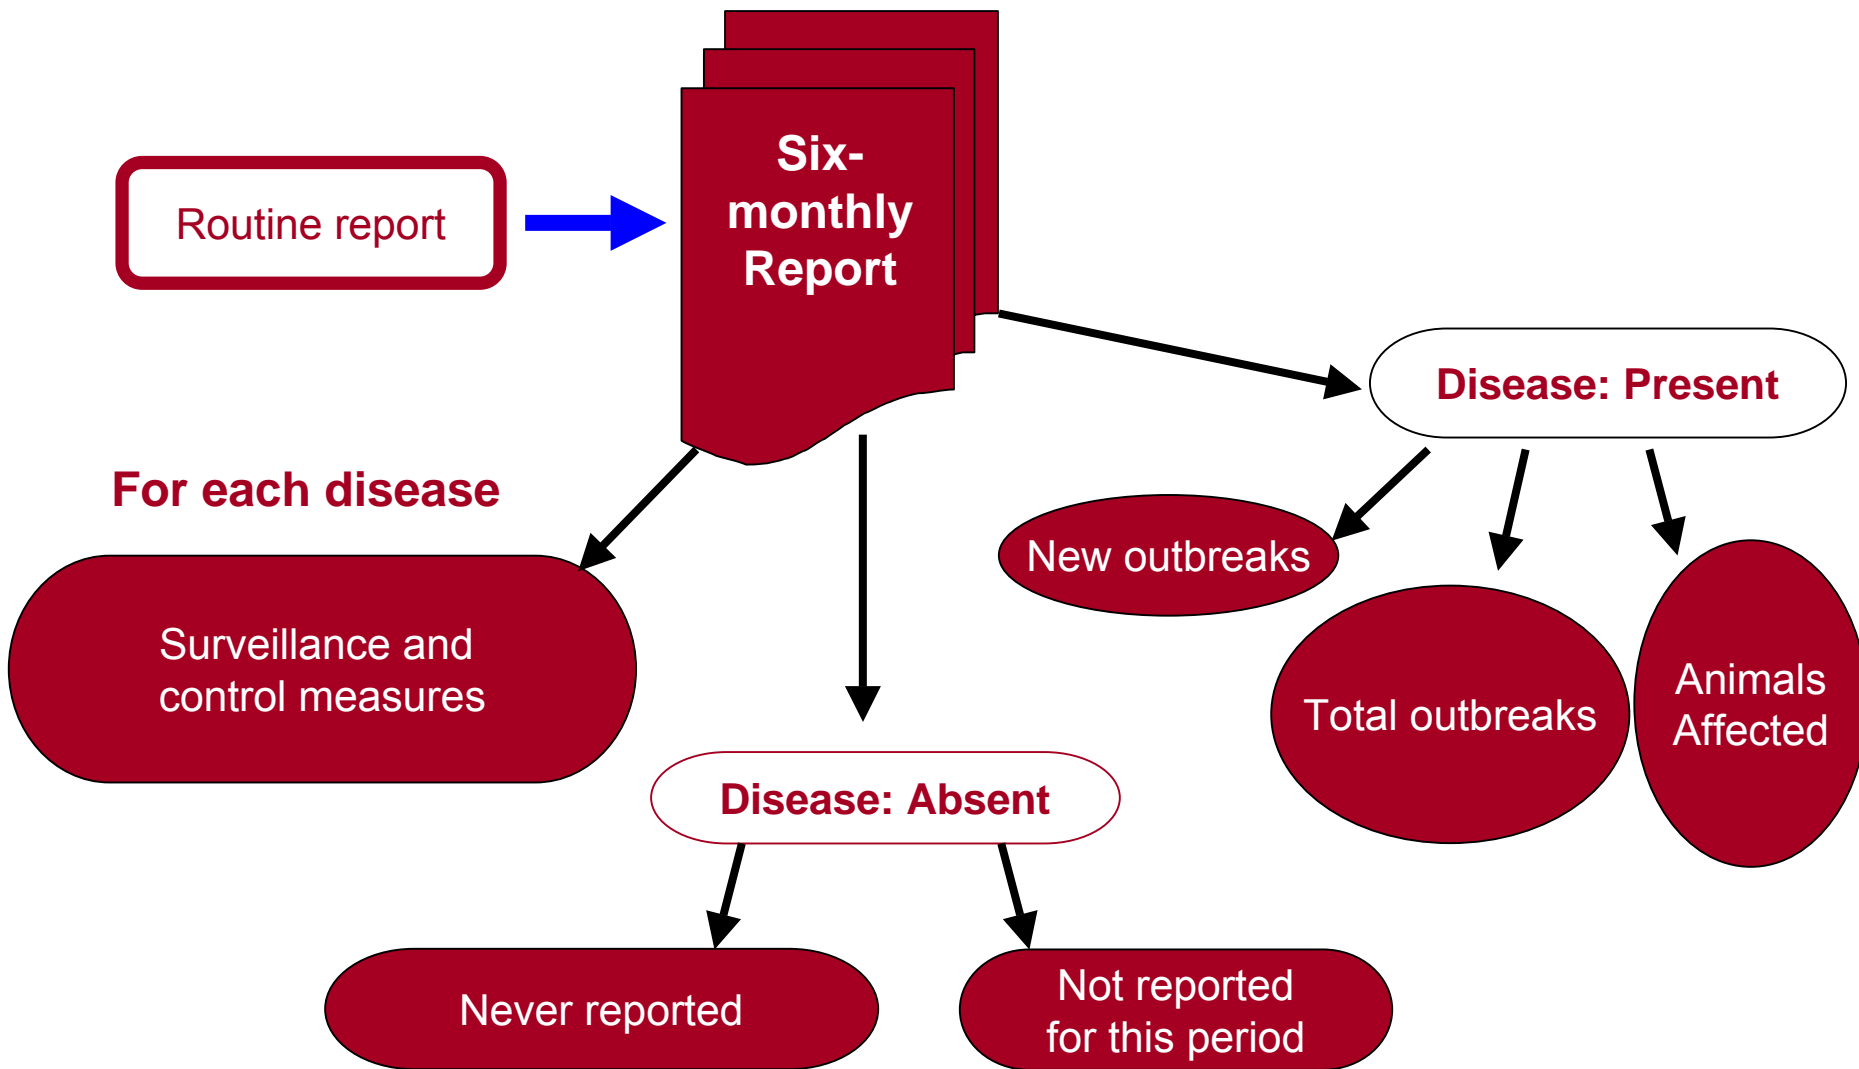 Six-
monthly
Report
Routine report
Disease: Present
For each disease
New outbreaks
Surveillance and
control measures
Total outbreaks
Animals
Affected
Disease: Absent
Never reported
Not reported
for this period